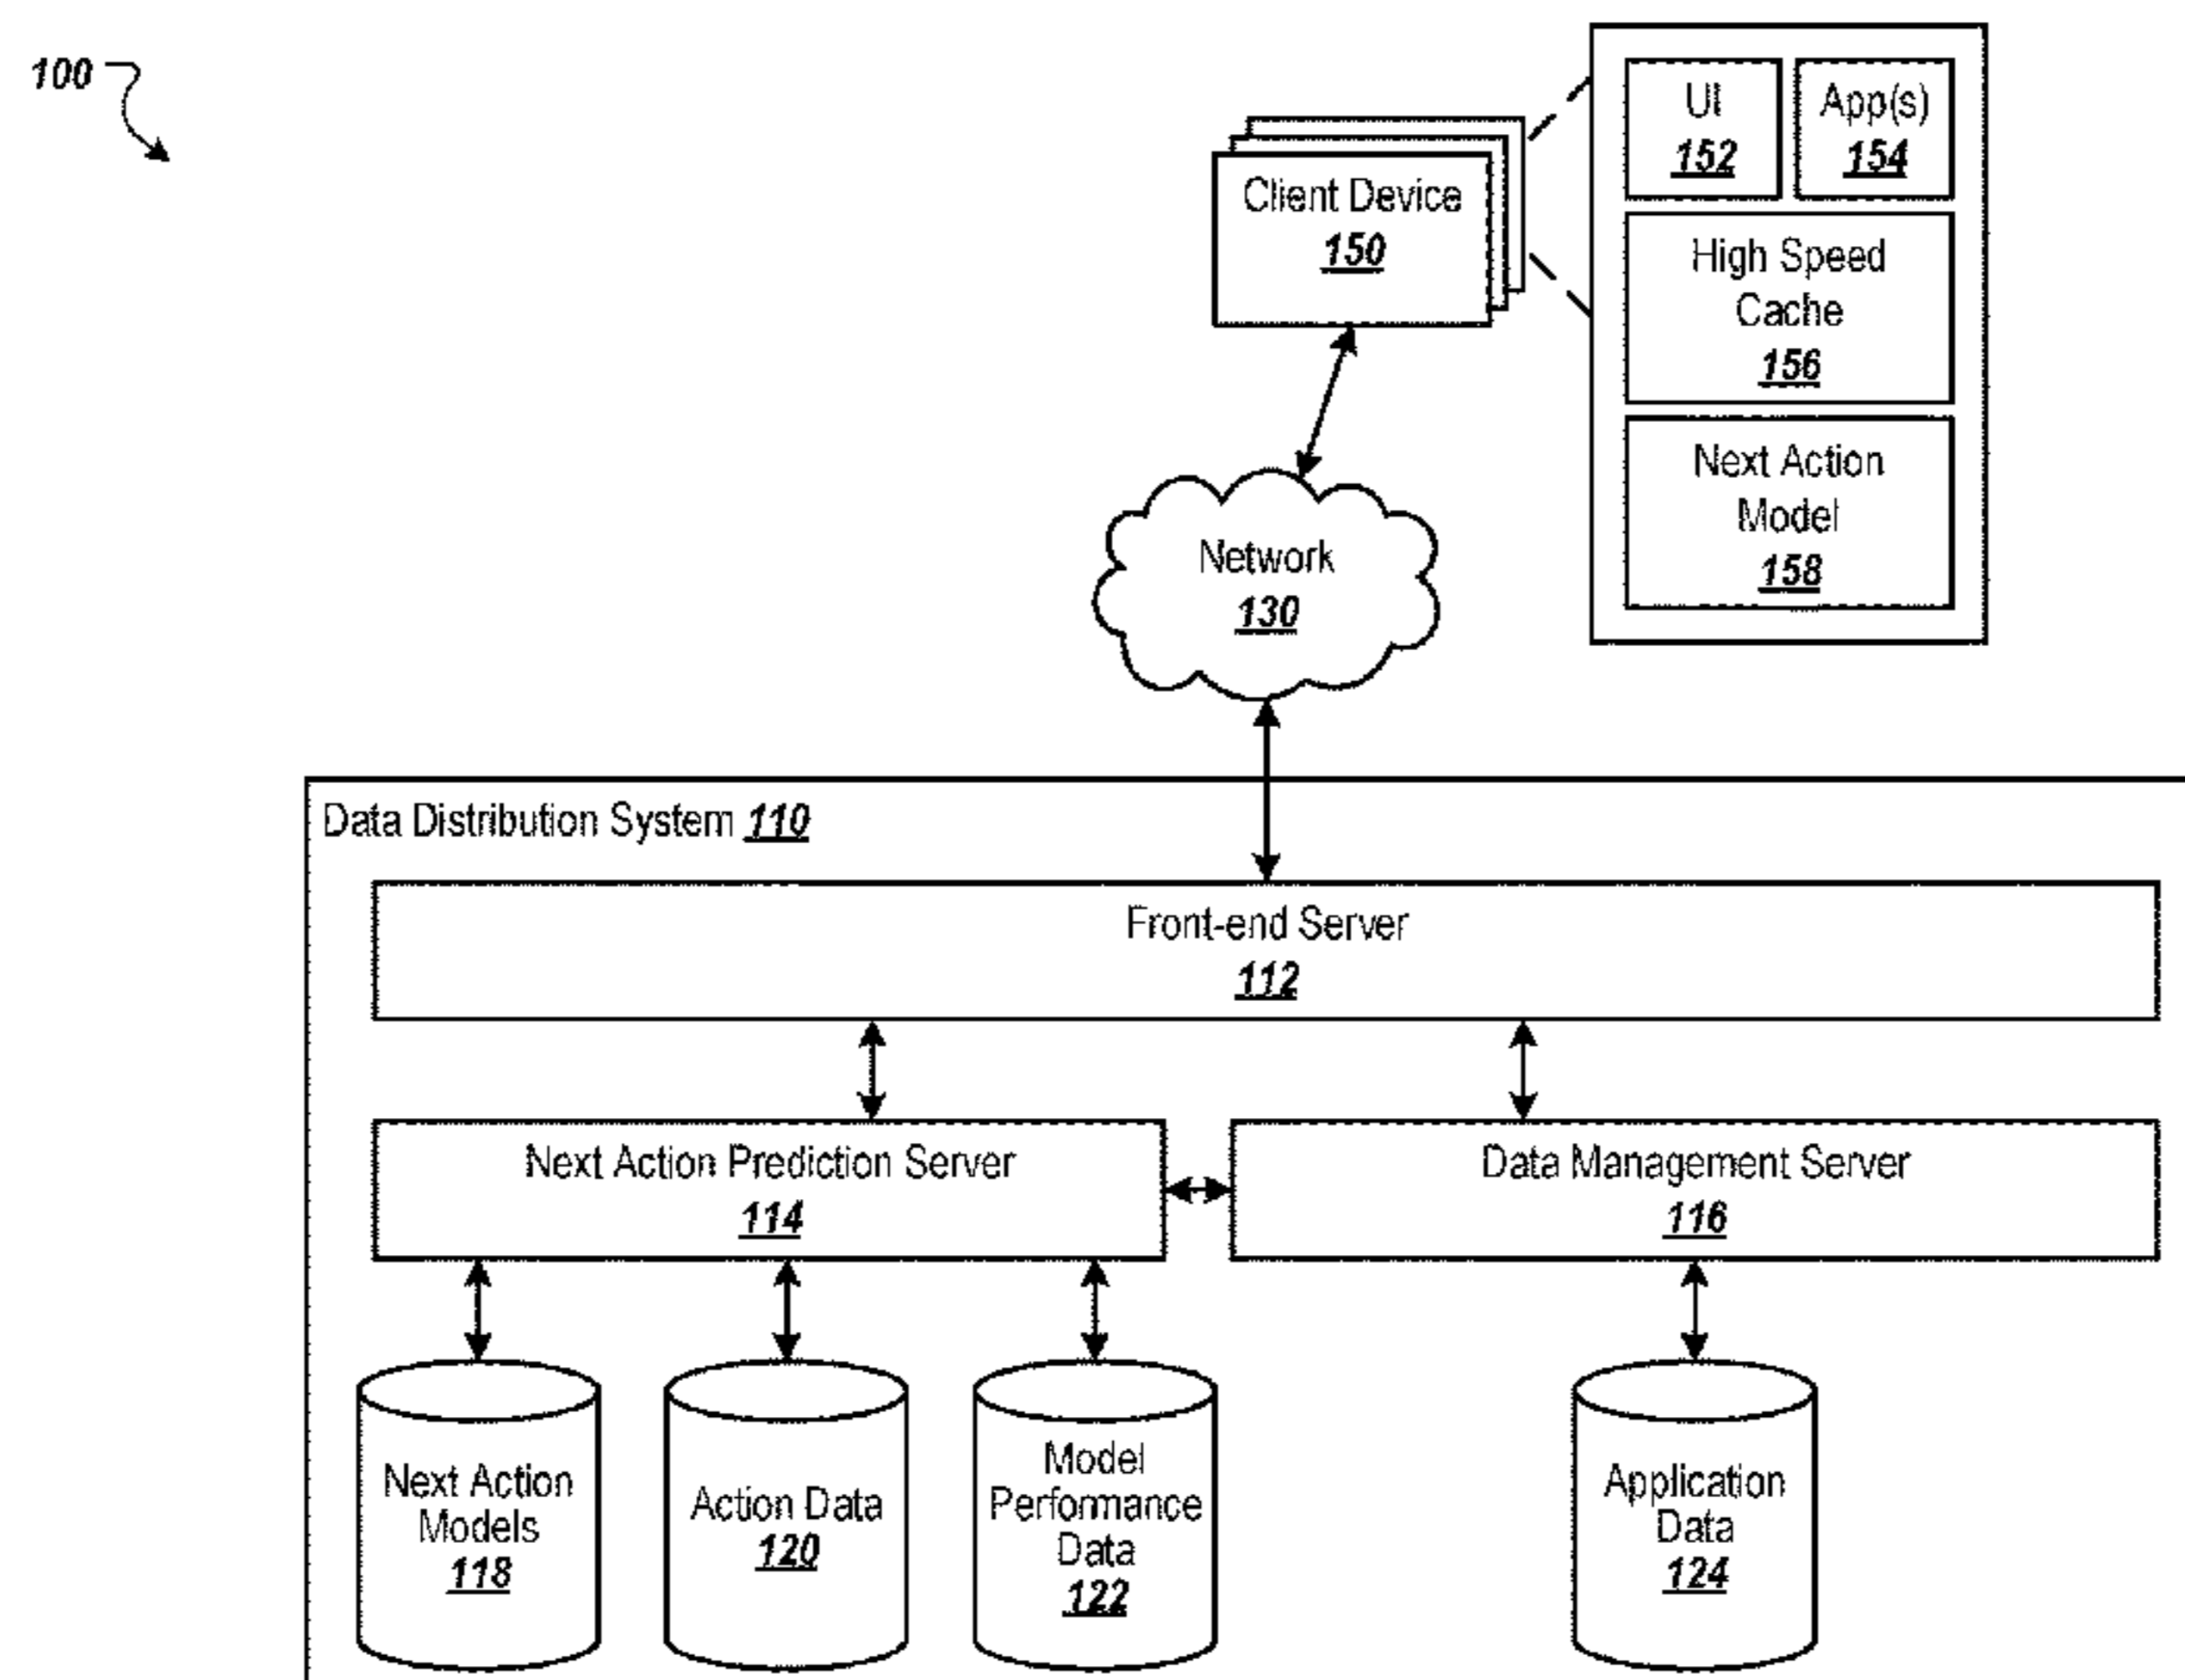 100
UI
152
App(s)
154
Client Device
150
High Speed
Cache
156
Next Action
Model
158
Network
130
Data Distribution System 110
Front-end Server
112
Next Action Prediction Server
114
Data Management Server
116
Next Action
Models
118
Action Data
120
Model
Performance
Data
122
Application
Data
124